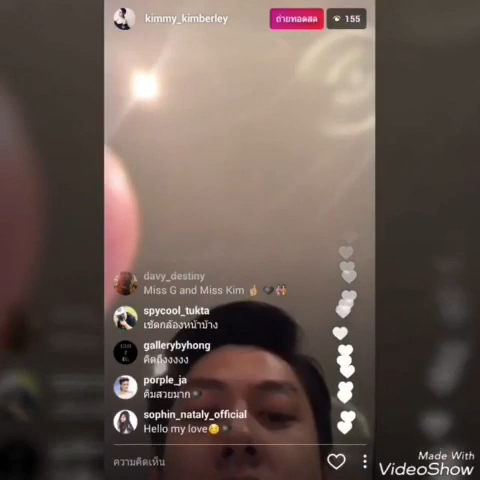 kimmy_kimberley
ถ่ายทอดสด
155
davy_destiny
Miss G and Miss Kim
spycool_tukta
เช้ดกล้องหน้าบ้าง
gallerybyhong
คิดถึงงงงง
porple_ja
คิมสวยมาก
sophin_nataly_official
Hello my love
ความคิดเห็น
Made With
VideoShow